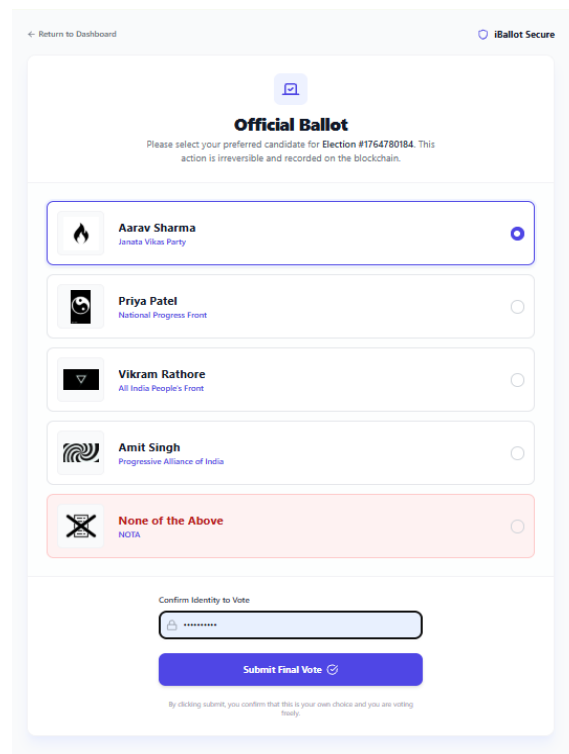 ← Return to Dashboard
iBallot Secure
Official Ballot
Please select your preferred candidate for Election #1764780184. This
action is irreversible and recorded on the blockchain.
Aarav Sharma
Janata Vikas Party
Priya Patel
National Progress Front
Vikram Rathore
All India People's Front
Amit Singh
Progressive Alliance of India
None of the Above
NOTA
Confirm Identity to Vote
••••••••••
Submit Final Vote
By clicking submit, you confirm that this is your own choice and you are voting
freely.